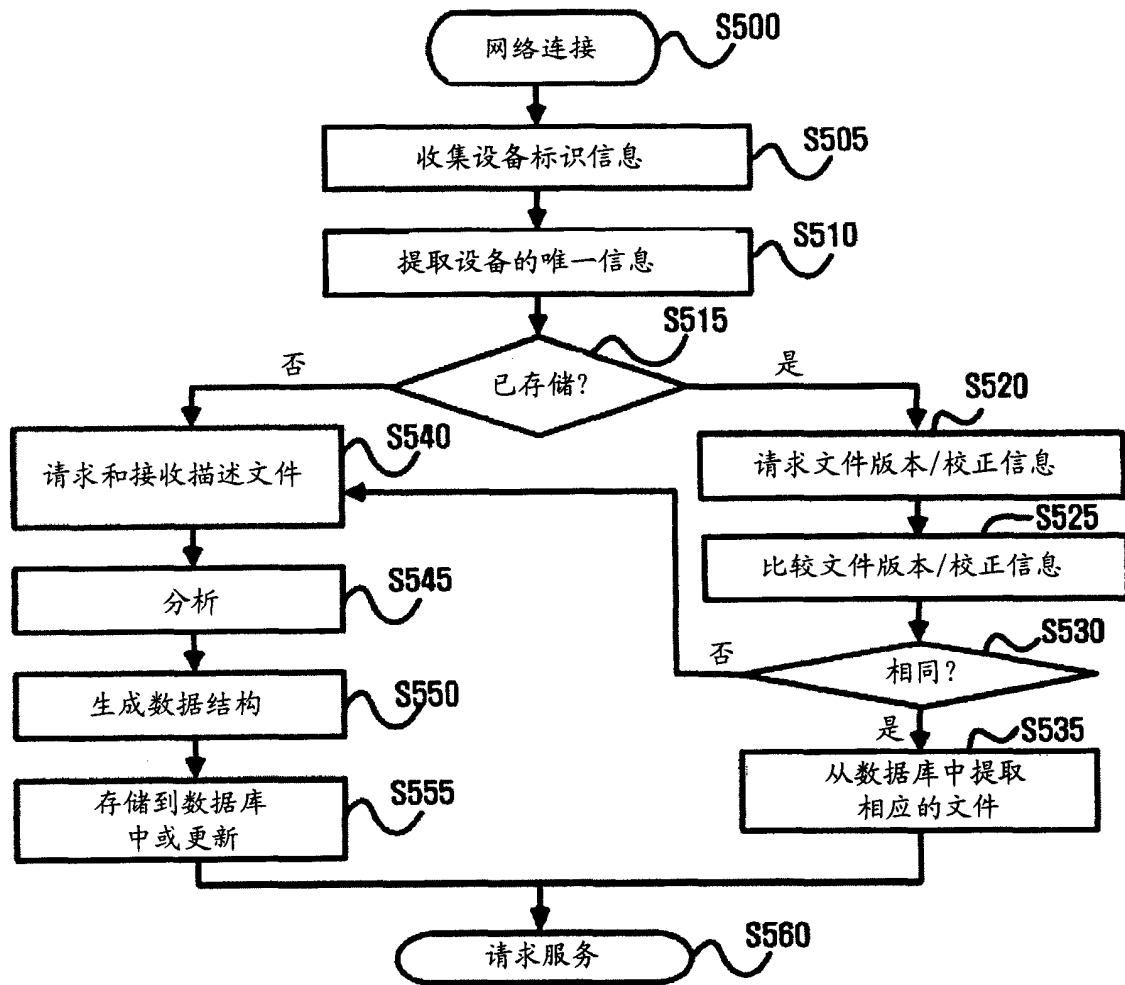 网络连接
S500
收集设备标识信息
S505
提取设备的唯一信息
S510
已存储?
S515
否
是
请求和接收描述文件
S540
请求文件版本/校正信息
S520
比较文件版本/校正信息
S525
分析
S545
相同?
S530
否
是
生成数据结构
S550
从数据库中提取
相应的文件
S535
存储到数据库
中或更新
S555
请求服务
S560